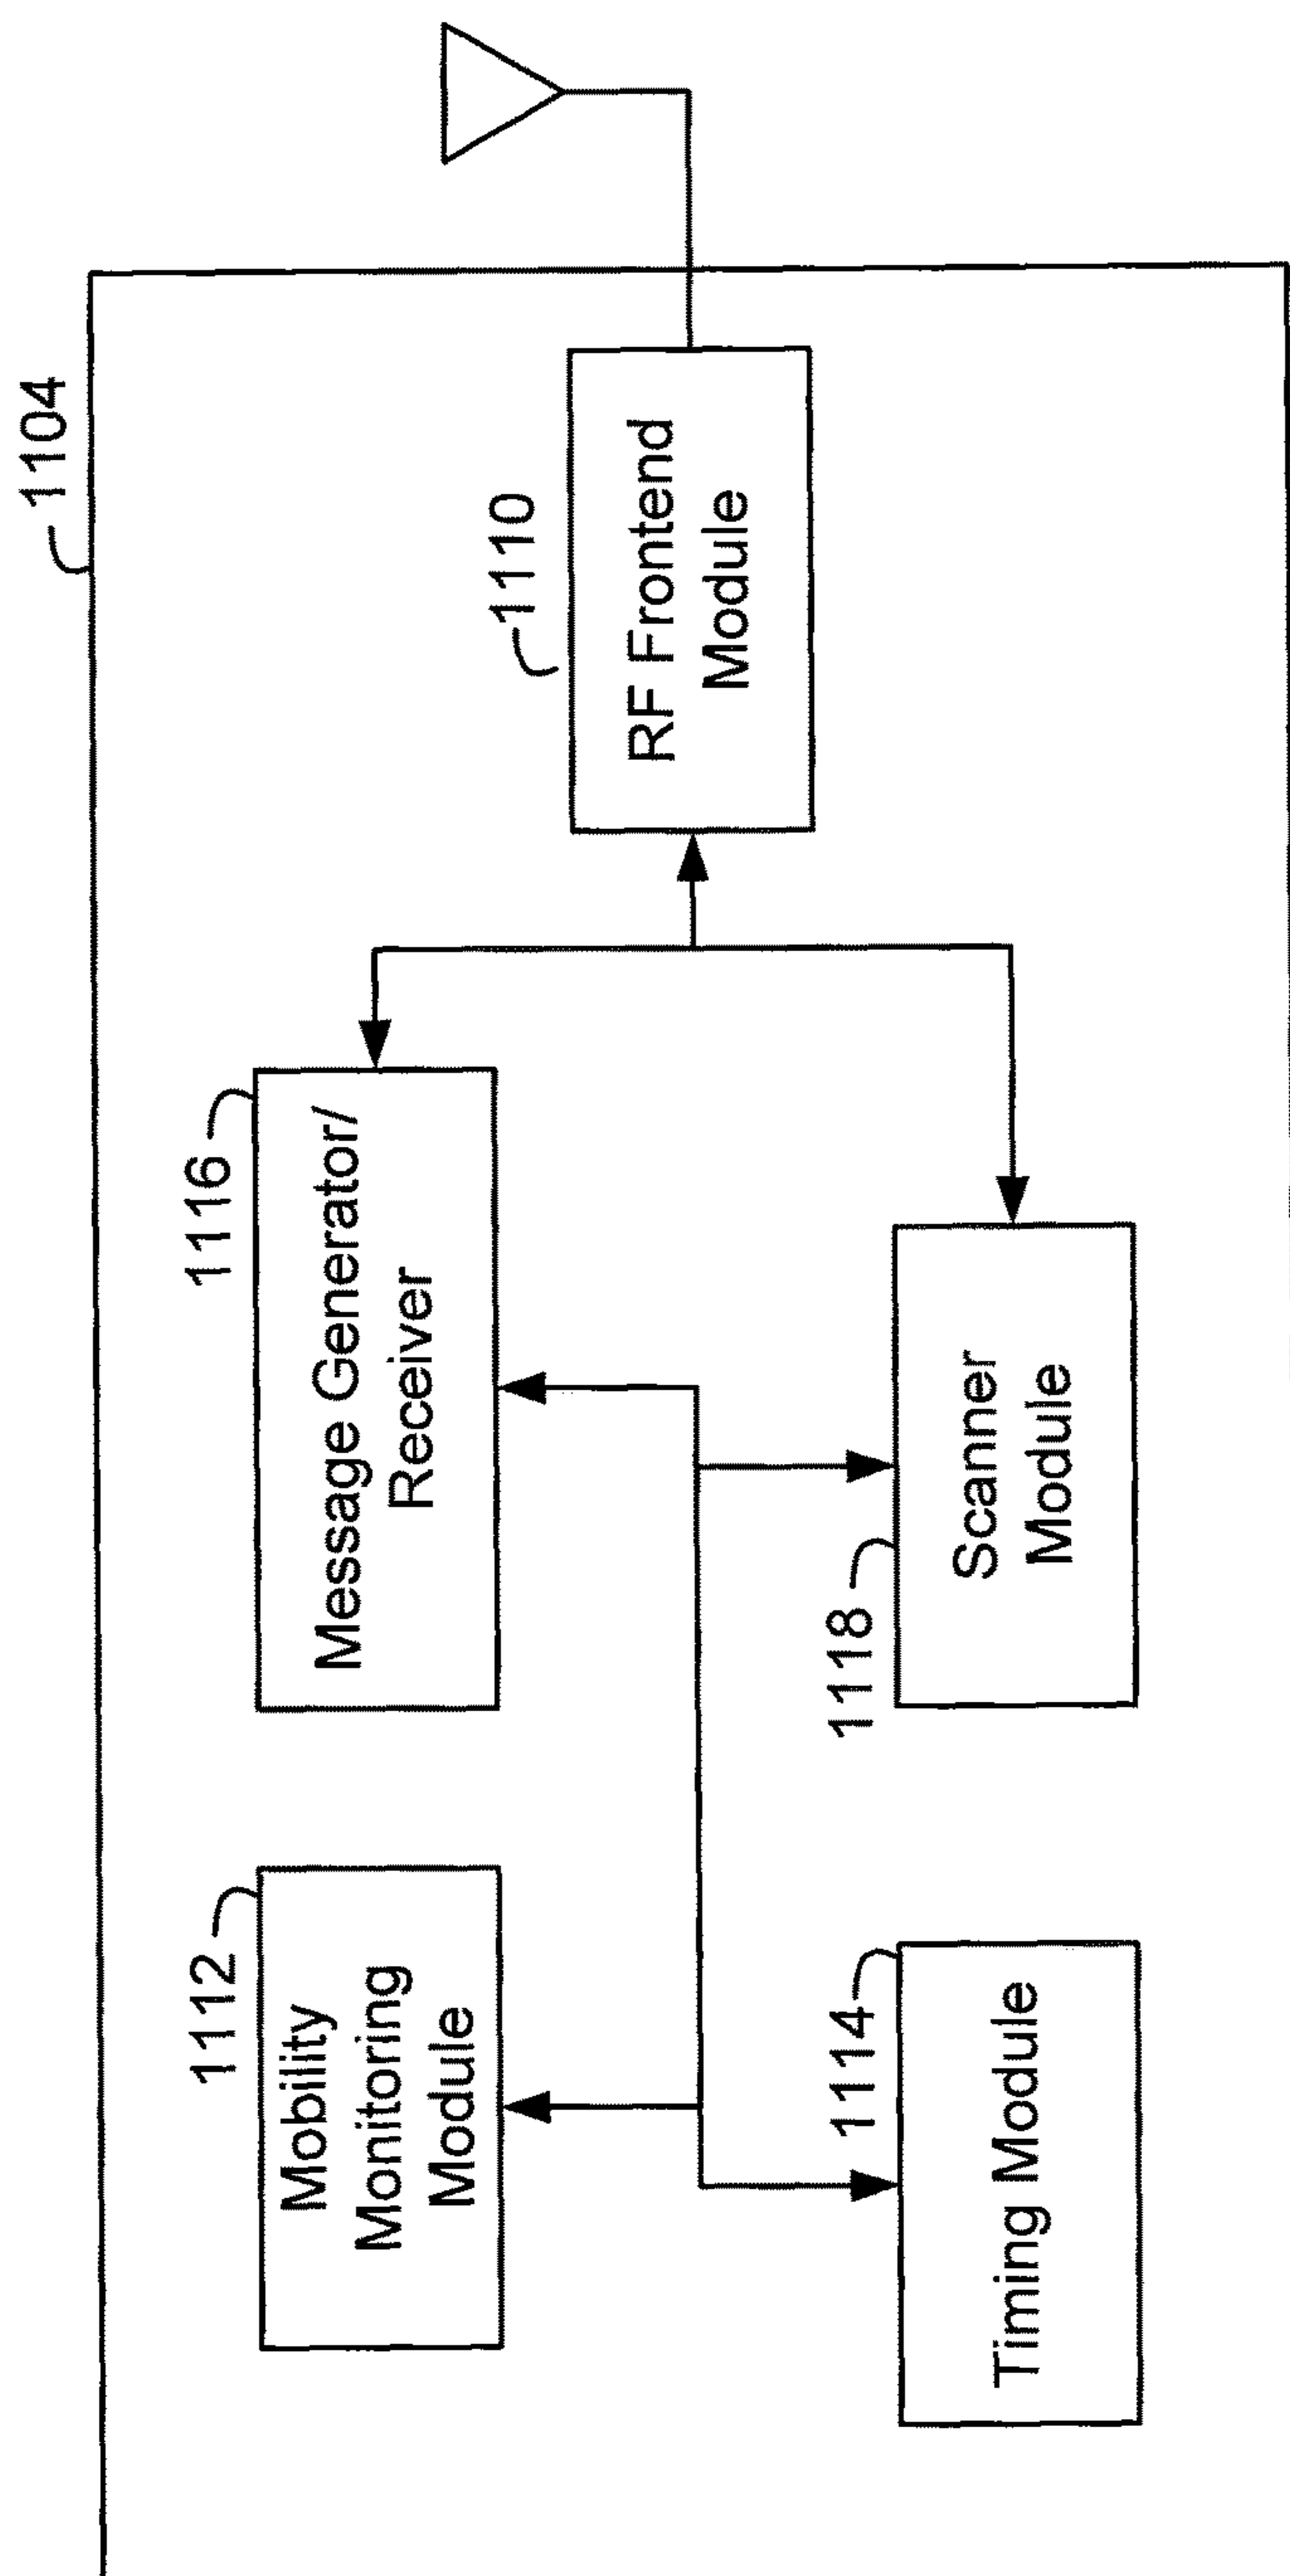 1104
1112
Mobility
Monitoring
Module
1116
Message Generator/
Receiver
1110
RF Frontend
Module
1114
Timing Module
1118
Scanner
Module